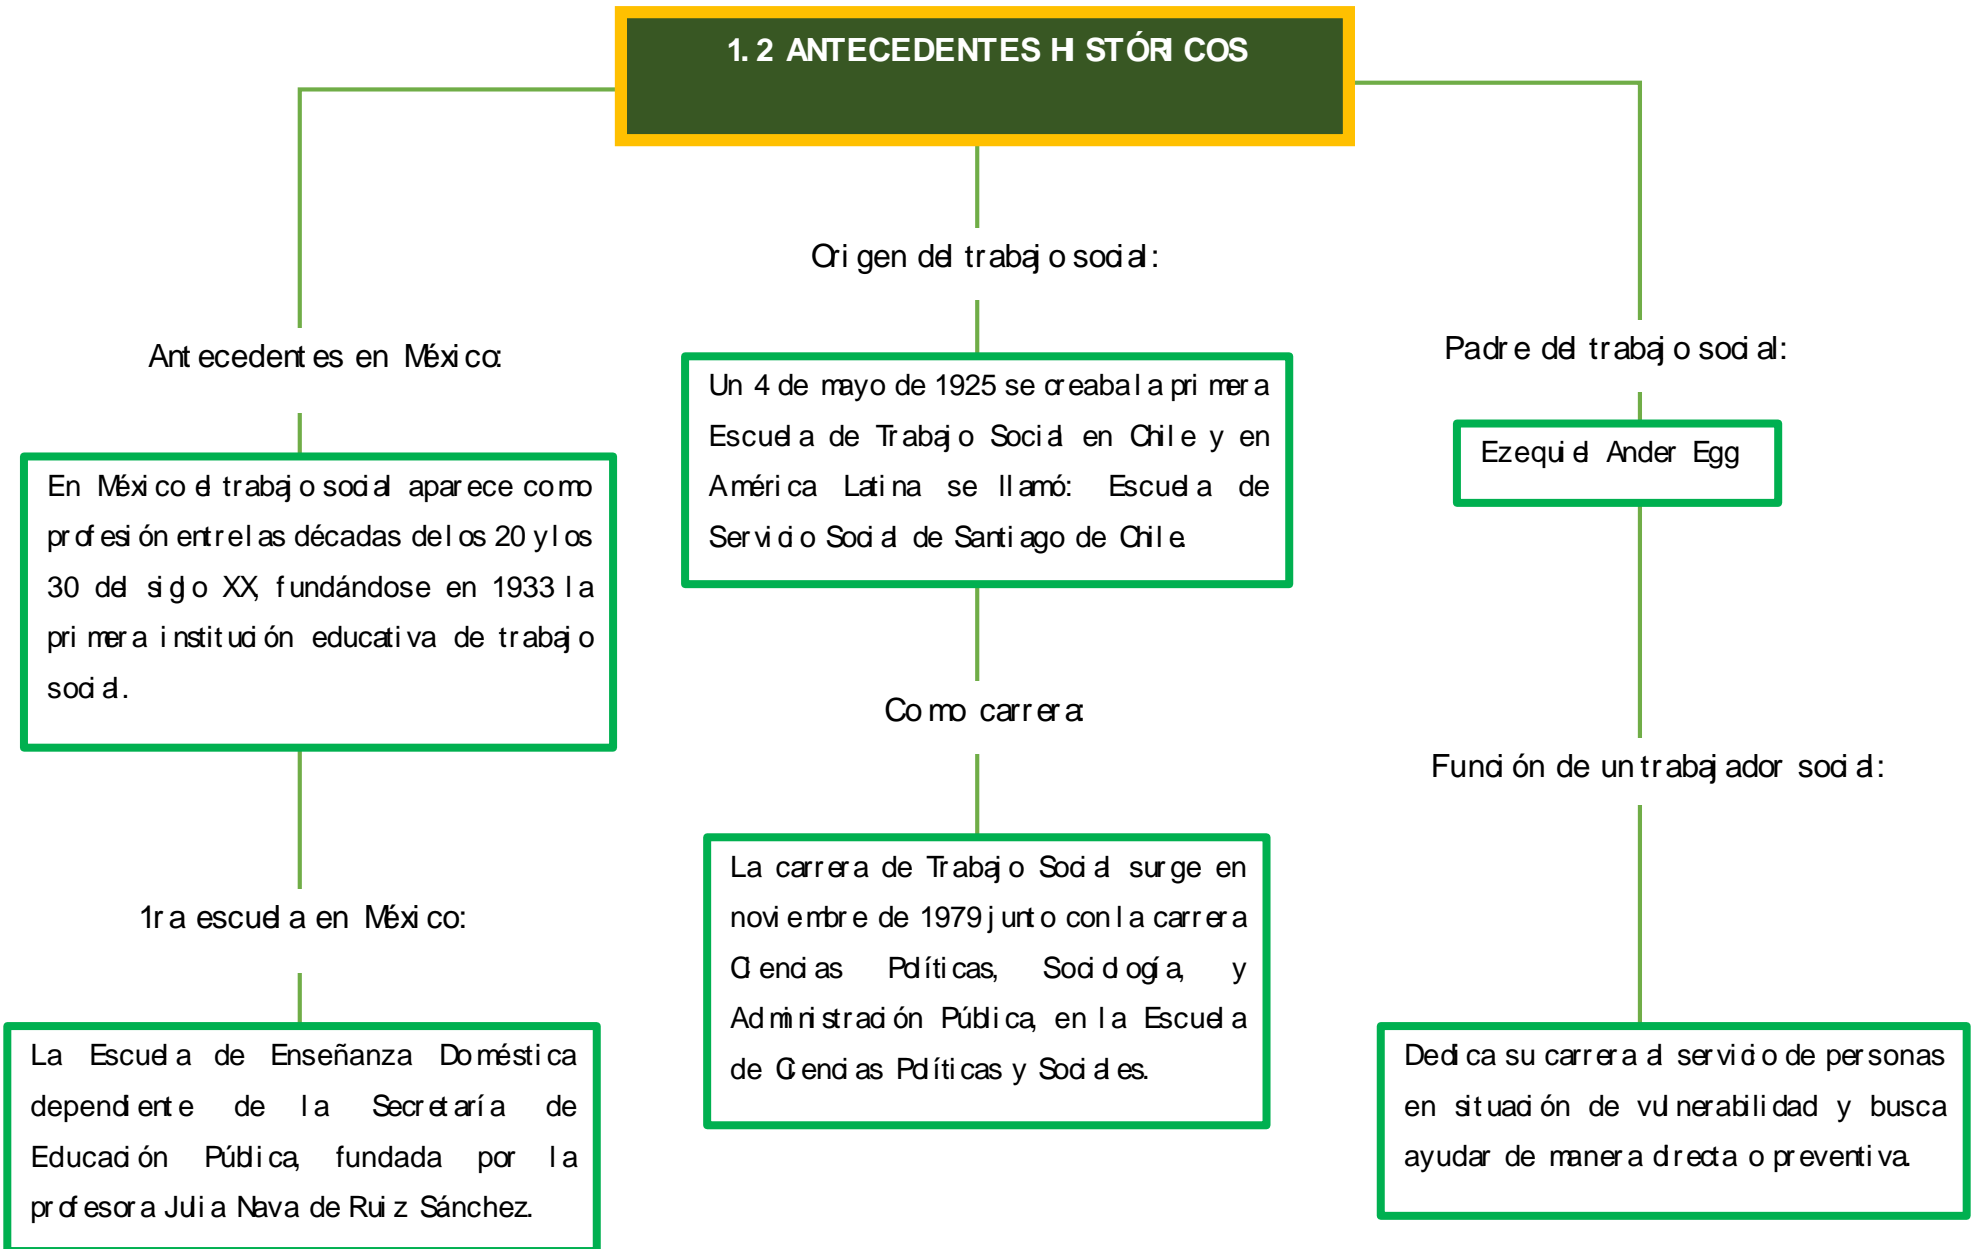 1.2 ANTECEDENTES HISTÓRICOS
Antecedentes en México:
En México el trabajo social aparece como
profesión entre las décadas de los 20 y los
30 del siglo XX, fundándose en 1933 la
primera institución educativa de trabajo
social.
1ra escuela en México:
La Escuela de Enseñanza Doméstica
dependiente de la Secretaría de
Educación Pública, fundada por la
profesora Julia Nava de Ruiz Sánchez.
Origen del trabajo social:
Un 4 de mayo de 1925 se creaba la primera
Escuela de Trabajo Social en Chile y en
América Latina se llamó: Escuela de
Servicio Social de Santiago de Chile.
Como carrera:
La carrera de Trabajo Social surge en
noviembre de 1979 junto con la carrera
Ciencias Políticas, Sociología, y
Administración Pública, en la Escuela
de Ciencias Políticas y Sociales.
Padre del trabajo social:
Ezequiel Ander Egg
Función de un trabajador social:
Dedica su carrera al servicio de personas
en situación de vulnerabilidad y busca
ayudar de manera directa o preventiva.